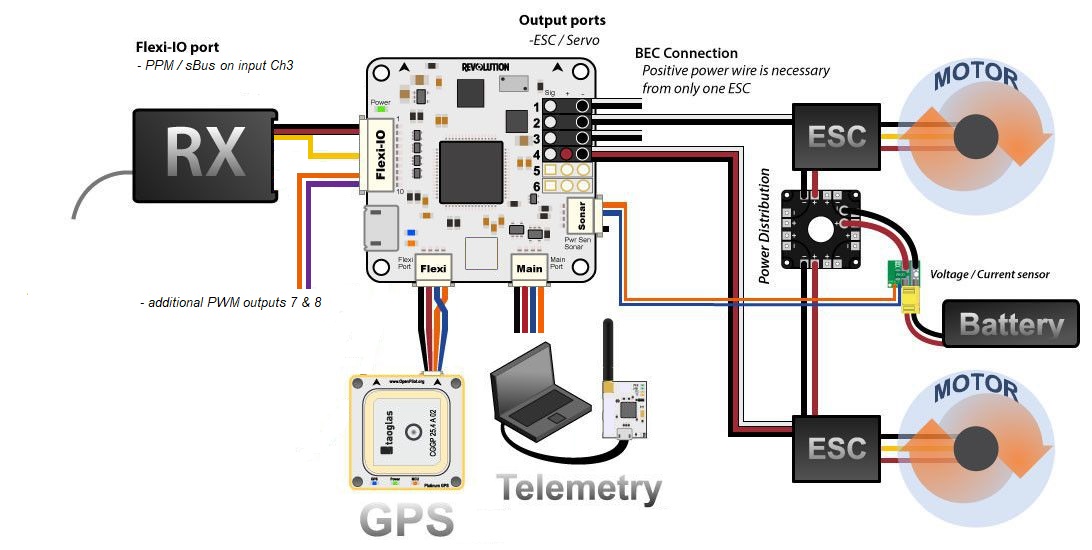 Output ports
-ESC / Servo
Flexi-IO port
- PPM / sBus on input Ch3
BEC Connection
Positive power wire is necessary
from only one ESC
REVOLUTION
Power
Sig + -
1
2
3
4
5
6
1
10
Flexi-IO
RX
ESC
MOTOR
Sonar
Pwr Sen
Sonar
Flexi
Port
Flexi
Main
Main
Port
Power Distribution
Voltage / Current sensor
Battery
- additional PWM outputs 7 & 8
www.OpenPilot.org
taoglas
CGGP 25.4 A 02
GPS
Power
Platinum GPS
GPS
Telemetry
ESC
MOTOR